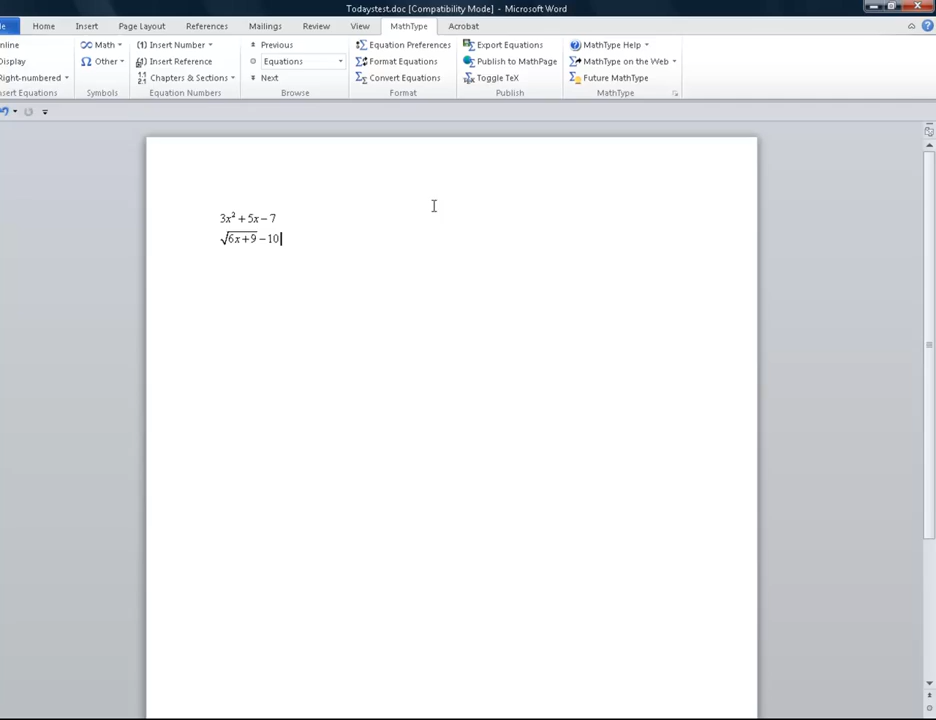 Todaystest.doc [Compatibility Mode] - Microsoft Word
Home Insert Page Layout References Mailings Review View MathType Acrobat
Math (1) Insert Number Previous Equation Preferences Export Equations MathType Help
Display Other Insert Reference Equations Format Equations Publish to MathPage MathType on the Web
Right-numbered Chapters & Sections Next Convert Equations Toggle TeX Future MathType
Symbols Equation Numbers Browse Format Publish MathType
3x² + 5x − 7
√6x+9 − 10